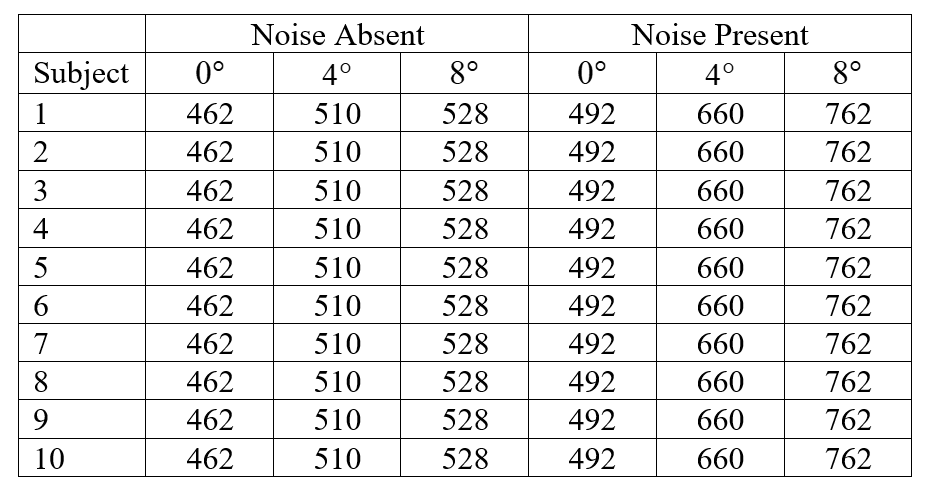 Noise Absent Noise Present
Subject 0° 4° 8° 0° 4° 8°
1 462 510 528 492 660 762
2 462 510 528 492 660 762
3 462 510 528 492 660 762
4 462 510 528 492 660 762
5 462 510 528 492 660 762
6 462 510 528 492 660 762
7 462 510 528 492 660 762
8 462 510 528 492 660 762
9 462 510 528 492 660 762
10 462 510 528 492 660 762